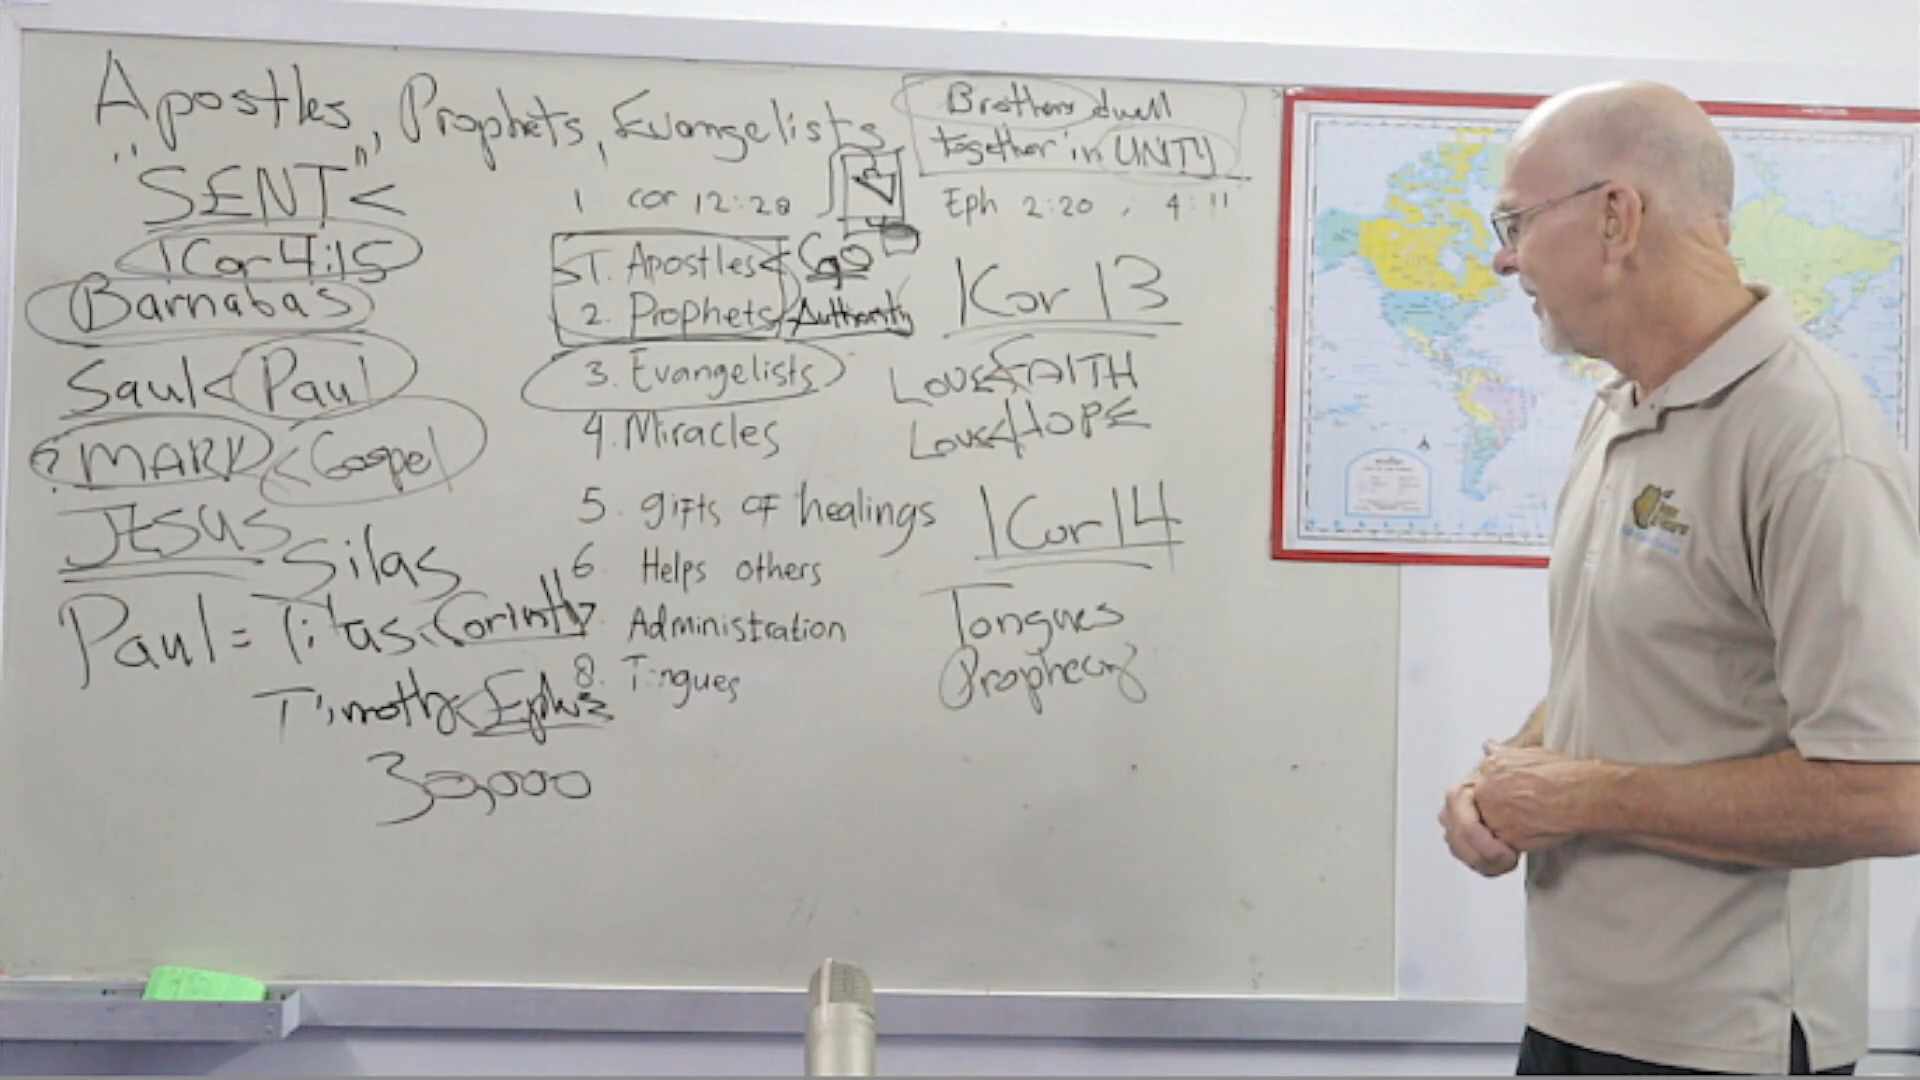 Apostles, Prophets, Evangelists
"SENT" <
1 Cor 4:15
Barnabas
Saul < Paul
? MARK < Gospel
JESUS
Silas
Paul = Titas < Corinth
Timothy <
30,000
1 cor 12:28
1. Apostles < Go
2. Prophets Authority
3. Evangelists
4. Miracles
5. gifts of healings
6. Helps others
7. Administration
8. Tongues
Brothers dwell
together in UNITY
Eph 2:20, 4:11
1 Cor 13
Love & FAITH
Love & HOPE
1 Cor 14
Tongues
Prophecy